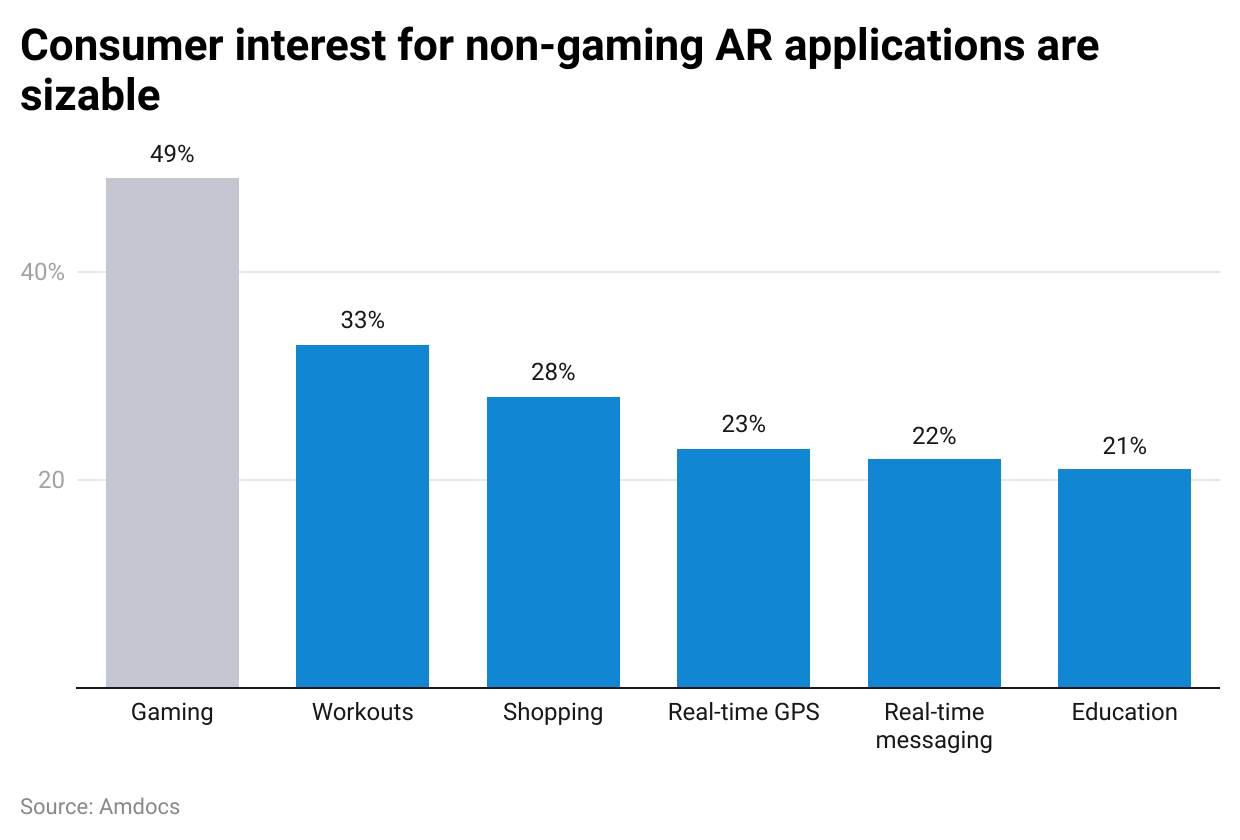 Consumer interest for non-gaming AR applications are
sizable
49%
40%
33%
28%
23%
22%
21%
20
Gaming
Workouts
Shopping
Real-time GPS
Real-time
messaging
Education
Source: Amdocs